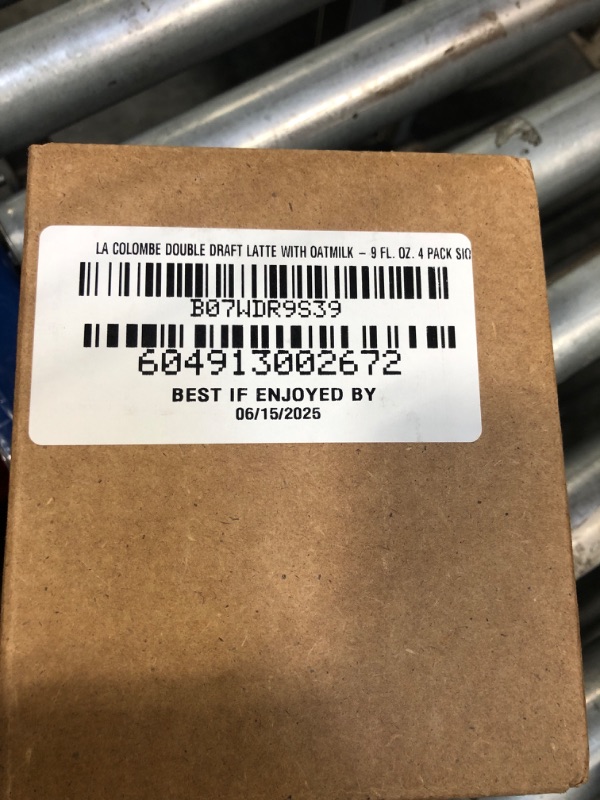 LA COLOMBE DOUBLE DRAFT LATTE WITH OATMILK – 9 FL. OZ. 4 PACK
B07WDR9S39
604913002672
BEST IF ENJOYED BY
06/15/2025